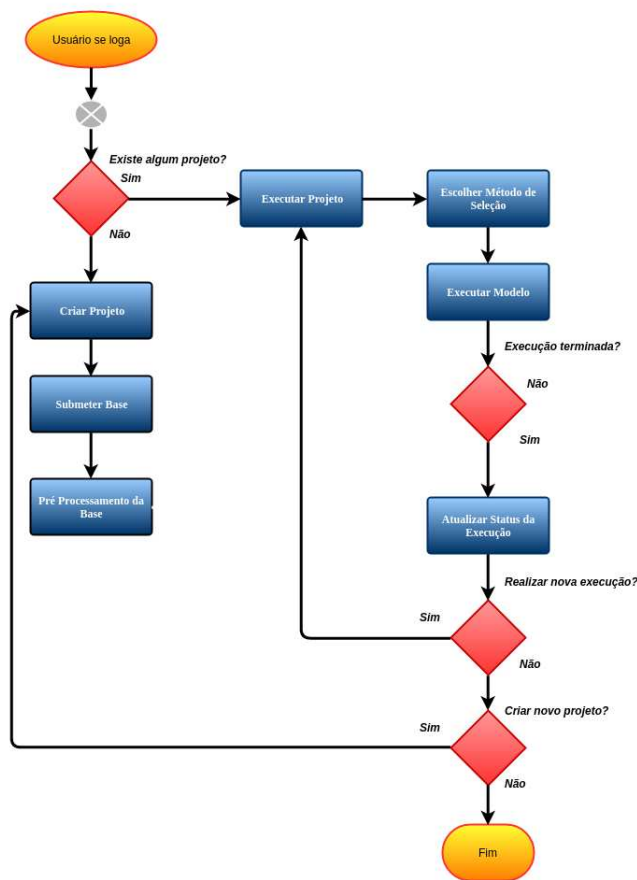 Usuário se loga
Existe algum projeto?
Sim
Não
Executar Projeto
Escolher Método de
Seleção
Criar Projeto
Executar Modelo
Submeter Base
Execução terminada?
Não
Sim
Pré Processamento da
Base
Atualizar Status da
Execução
Realizar nova execução?
Sim
Não
Criar novo projeto?
Sim
Não
Fim